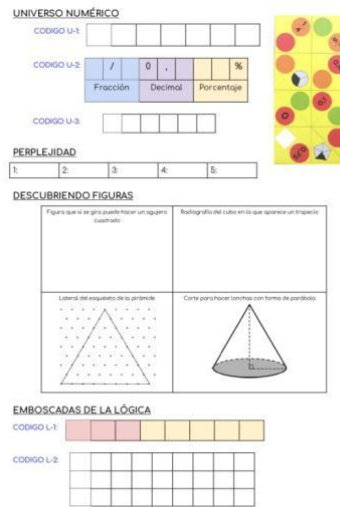 UNIVERSO NUMÉRICO
CODIGO U-1:
CODIGO U-2: / 0 , %
Fracción Decimal Porcentaje
CODIGO U-3:
PERPLEJIDAD
1: 2: 3: 4: 5:
DESCUBRIENDO FIGURAS
Figura que si se gira puede hacer un agujero cuadrado
Radiografía del cubo en la que aparece un trapecio
Lateral del esqueleto de la pirámide
Corte para hacer lonchas con forma de parábola
EMBOSCADAS DE LA LÓGICA
CODIGO L-1:
CODIGO L-2: